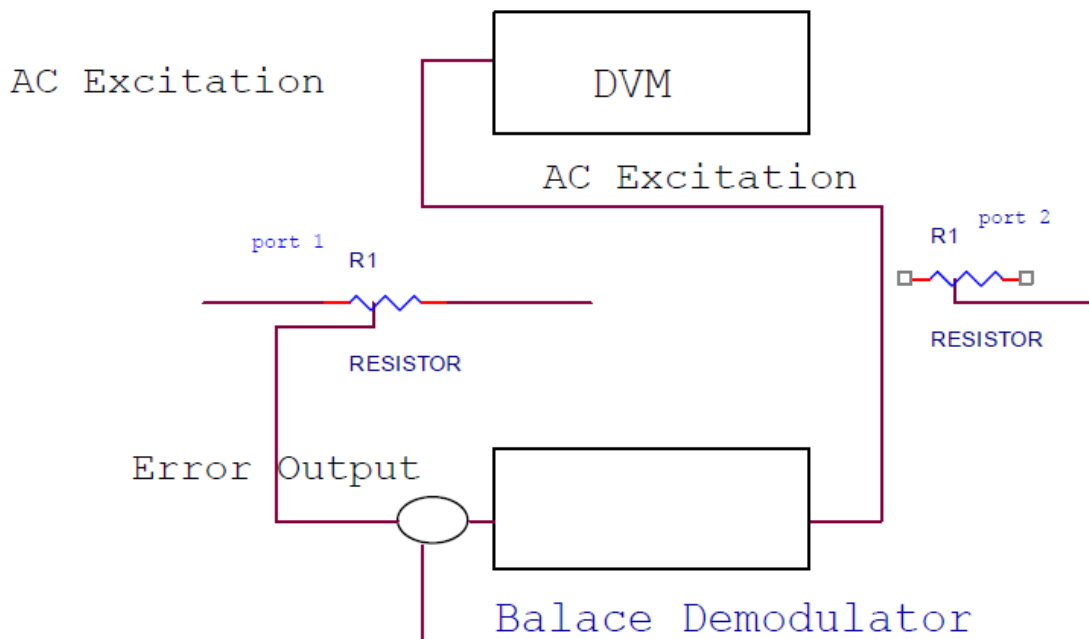 AC Excitation
DVM
AC Excitation
port 1
R1
RESISTOR
port 2
R1
RESISTOR
Error Output
Balace Demodulator